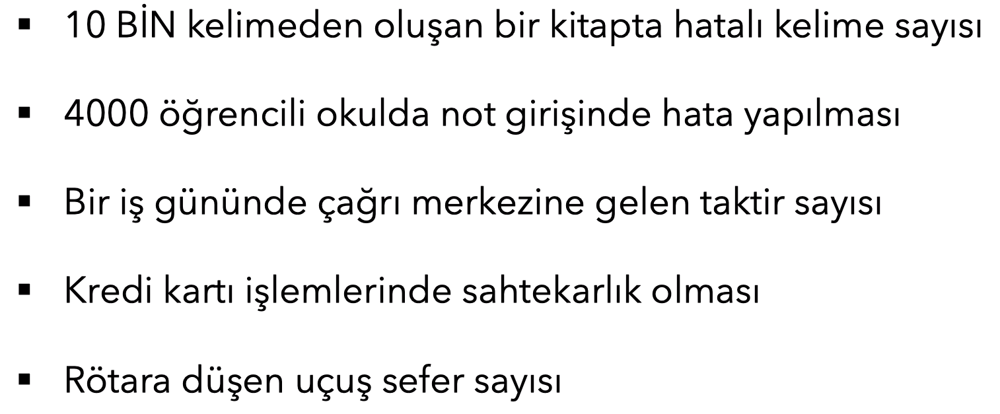 ▪ 10 BİN kelimeden oluşan bir kitapta hatalı kelime sayısı
▪ 4000 öğrencili okulda not girişinde hata yapılması
▪ Bir iş gününde çağrı merkezine gelen taktir sayısı
▪ Kredi kartı işlemlerinde sahtekarlık olması
▪ Rötara düşen uçuş sefer sayısı